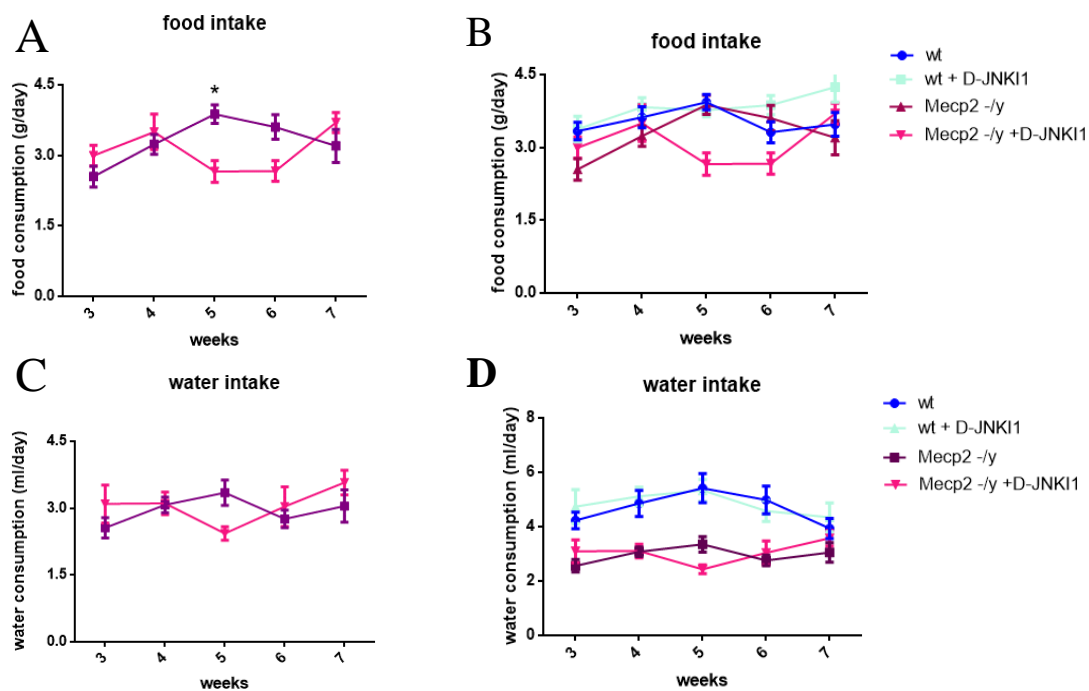 A
food intake
food consumption (g/day)
4.5
3.0
1.5
0.0
*
3 4 5 6 7
weeks
B
food intake
food consumption (g/day)
4.5
3.0
1.5
0.0
3 4 5 6 7
weeks
wt
wt + D-JNKI1
Mecp2 -/y
Mecp2 -/y +D-JNKI1
C
water intake
water consumption (ml/day)
4.5
3.0
1.5
0.0
3 4 5 6 7
weeks
D
water intake
water consumption (ml/day)
8
6
4
2
0
3 4 5 6 7
weeks
wt
wt + D-JNKI1
Mecp2 -/y
Mecp2 -/y +D-JNKI1